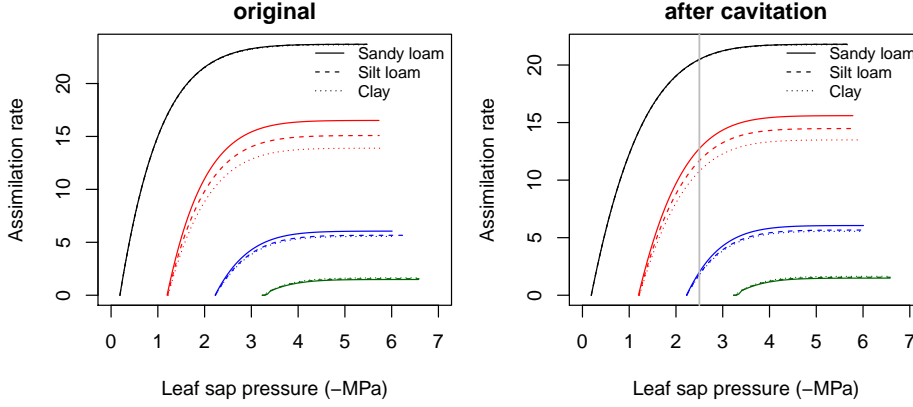 original
Assimilation rate
20
15
10
5
0
Sandy loam
Silt loam
Clay
0 1 2 3 4 5 6 7
Leaf sap pressure (−MPa)
after cavitation
Assimilation rate
20
15
10
5
0
Sandy loam
Silt loam
Clay
0 1 2 3 4 5 6 7
Leaf sap pressure (−MPa)